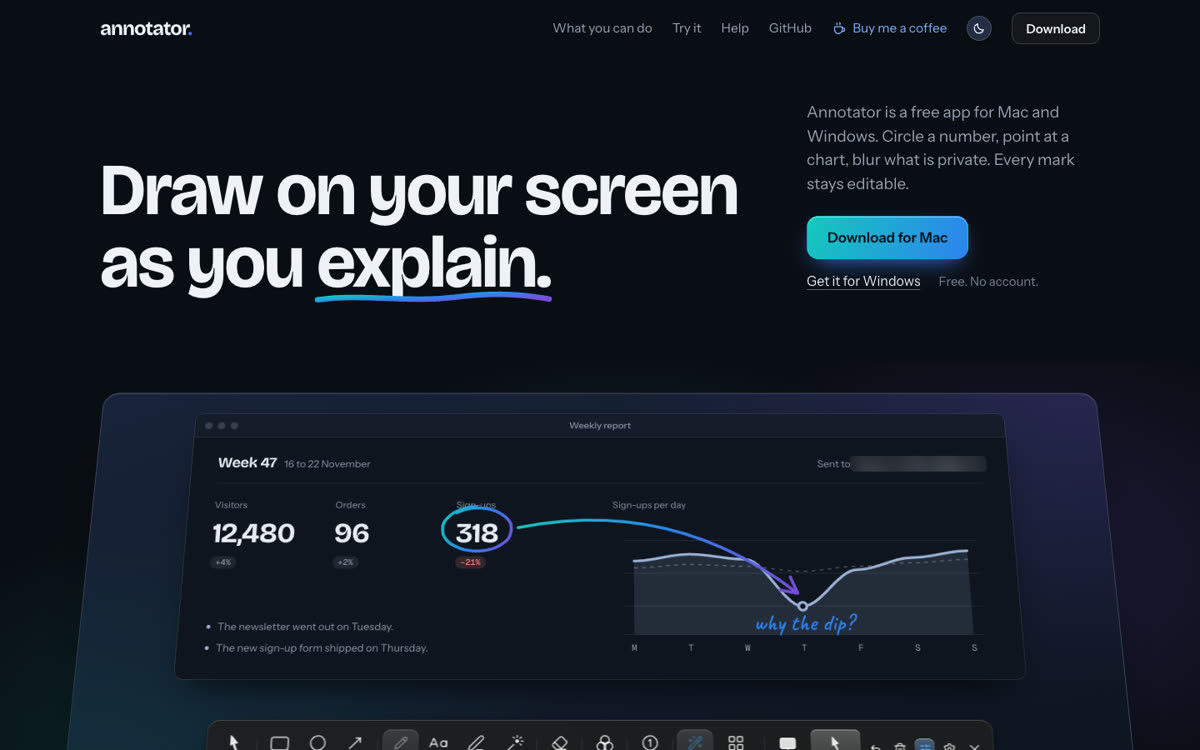 annotator.
What you can do
Try it
Help
GitHub
Buy me a coffee
Download
Draw on your screen
as you explain.
Annotator is a free app for Mac and
Windows. Circle a number, point at a
chart, blur what is private. Every mark
stays editable.
Download for Mac
Get it for Windows
Free. No account.
Weekly report
Week 47 16 to 22 November
Sent to
Visitors
12,480
+4%
Orders
96
+2%
Sign-ups
318
-21%
Sign-ups per day
why the dip?
M T W T F S S
The newsletter went out on Tuesday.
The new sign-up form shipped on Thursday.
Aa
1